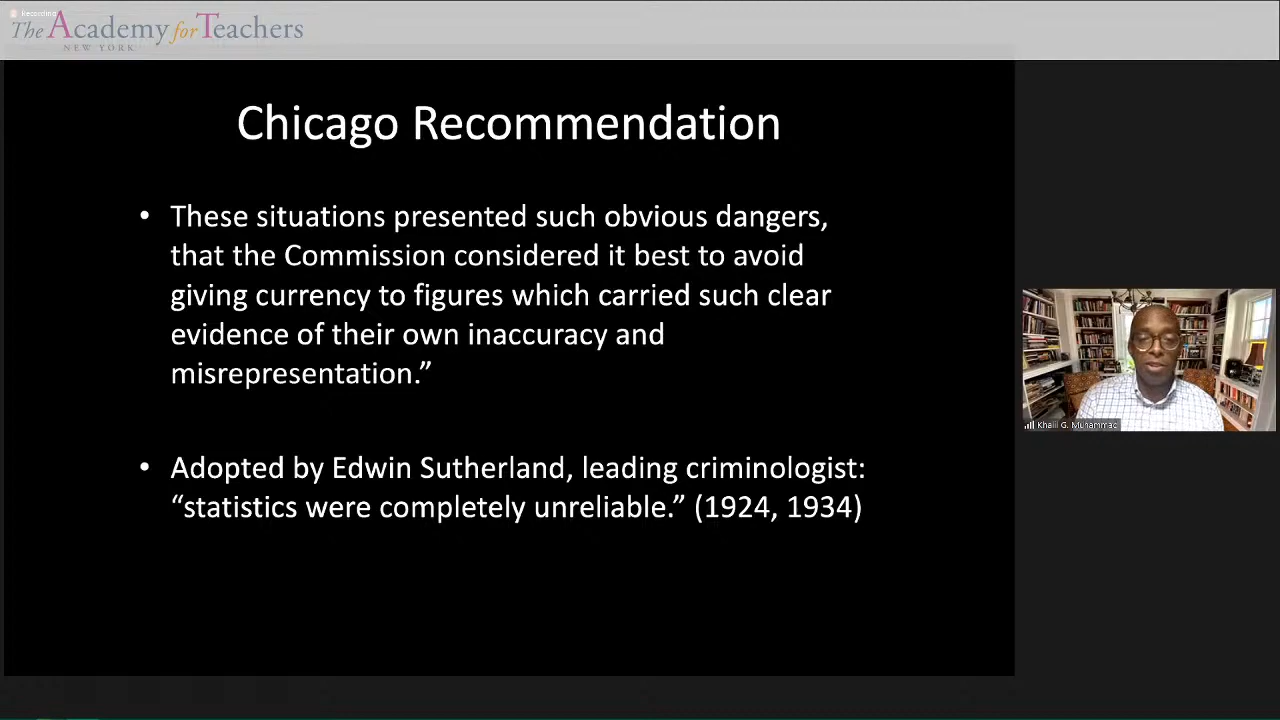 Recording
The Academy for Teachers
NEW YORK
Chicago Recommendation
• These situations presented such obvious dangers,
that the Commission considered it best to avoid
giving currency to figures which carried such clear
evidence of their own inaccuracy and
misrepresentation.”
• Adopted by Edwin Sutherland, leading criminologist:
“statistics were completely unreliable.” (1924, 1934)
Khalil G. Muhammad